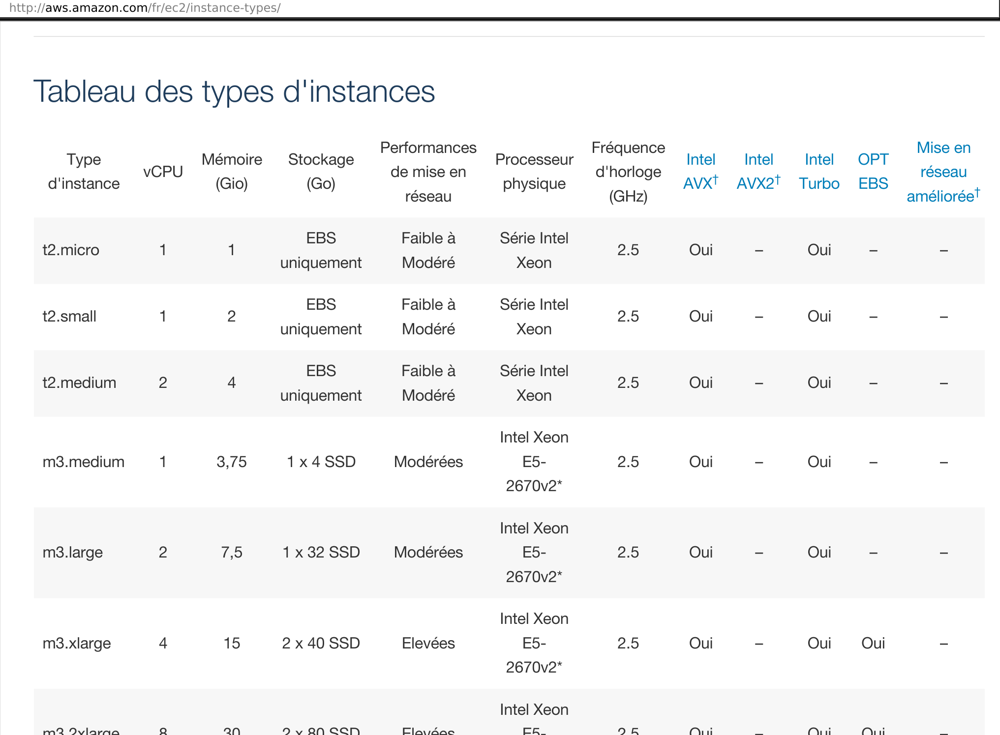 http://aws.amazon.com/fr/ec2/instance-types/
Tableau des types d'instances
Type d'instance vCPU Mémoire (Gio) Stockage (Go) Performances de mise en réseau Processeur physique Fréquence d'horloge (GHz) Intel AVX† Intel AVX2† Intel Turbo OPT EBS Mise en réseau améliorée†
t2.micro 1 1 EBS uniquement Faible à Modéré Série Intel Xeon 2.5 Oui – Oui – –
t2.small 1 2 EBS uniquement Faible à Modéré Série Intel Xeon 2.5 Oui – Oui – –
t2.medium 2 4 EBS uniquement Faible à Modéré Série Intel Xeon 2.5 Oui – Oui – –
m3.medium 1 3,75 1 x 4 SSD Modérées Intel Xeon E5-2670v2* 2.5 Oui – Oui – –
m3.large 2 7,5 1 x 32 SSD Modérées Intel Xeon E5-2670v2* 2.5 Oui – Oui – –
m3.xlarge 4 15 2 x 40 SSD Elevées Intel Xeon E5-2670v2* 2.5 Oui – Oui Oui –
m3.2xlarge 8 30 2 x 80 SSD Elevées Intel Xeon E5- 2.5 Oui – Oui Oui –